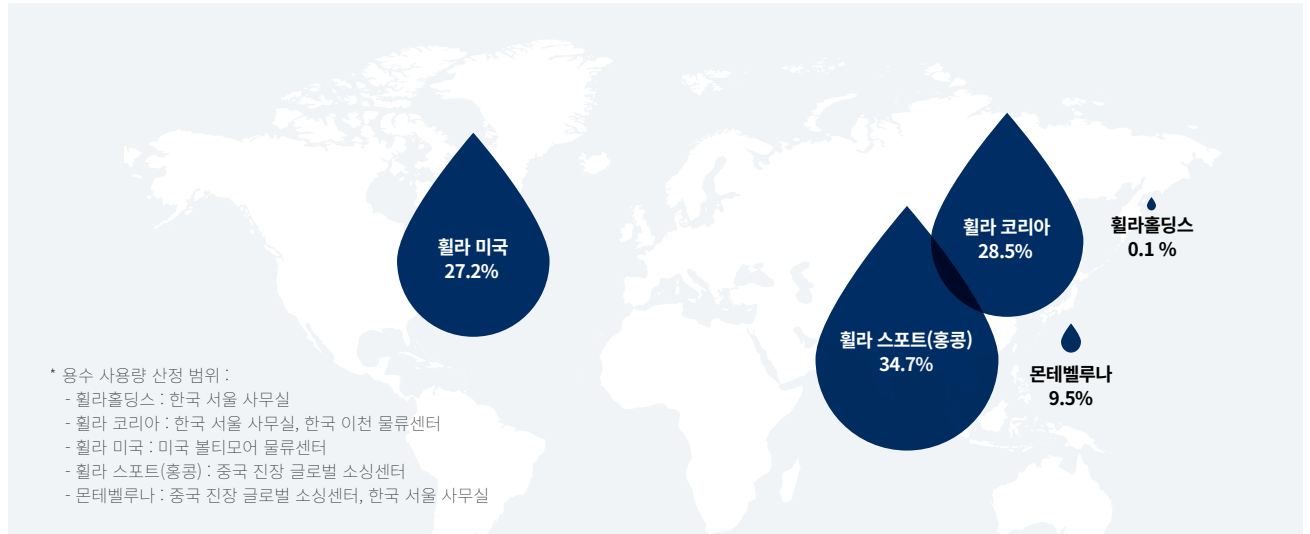 휠라 미국
27.2%
휠라 코리아
28.5%
휠라홀딩스
0.1 %
휠라 스포트(홍콩)
34.7%
몬테벨루나
9.5%
* 용수 사용량 산정 범위 :
- 휠라홀딩스 : 한국 서울 사무실
- 휠라 코리아 : 한국 서울 사무실, 한국 이천 물류센터
- 휠라 미국 : 미국 볼티모어 물류센터
- 휠라 스포트(홍콩) : 중국 진장 글로벌 소싱센터
- 몬테벨루나 : 중국 진장 글로벌 소싱센터, 한국 서울 사무실